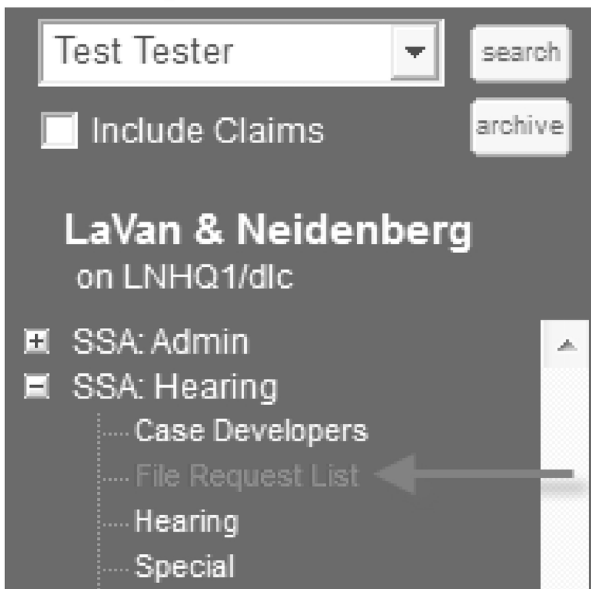 Test Tester
search
Include Claims
archive
LaVan & Neidenberg
on LNHQ1/dlc
SSA: Admin
SSA: Hearing
Case Developers
File Request List
Hearing
Special